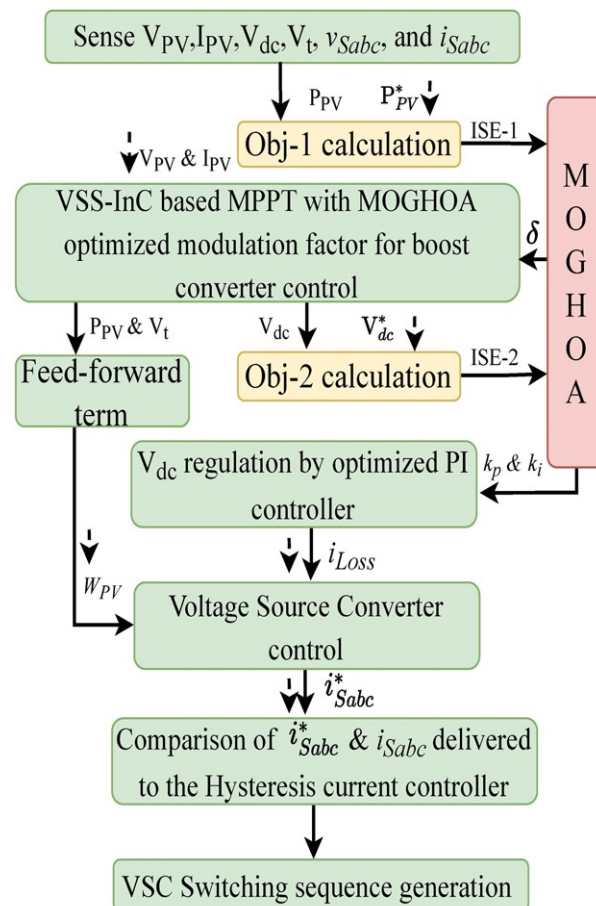 Sense V_PV,I_PV,V_dc,V_t, v_Sabc, and i_Sabc
P_PV
P*_PV
Obj-1 calculation
ISE-1
V_PV & I_PV
VSS-InC based MPPT with MOGHOA
optimized modulation factor for boost
converter control
δ
M
O
G
H
O
A
P_PV & V_t
V_dc
V*_dc
Feed-forward
term
Obj-2 calculation
ISE-2
V_dc regulation by optimized PI
controller
k_p & k_i
i_Loss
W_PV
Voltage Source Converter
control
i*_Sabc
Comparison of i*_Sabc & i_Sabc delivered
to the Hysteresis current controller
VSC Switching sequence generation